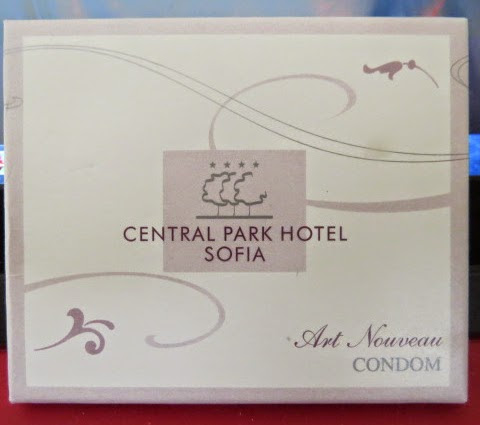 CENTRAL PARK HOTEL
SOFIA
Art Nouveau
CONDOM